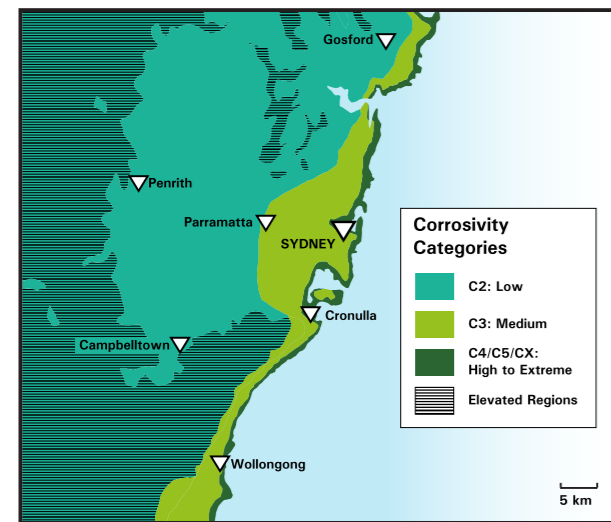 Gosford
Penrith
Parramatta
SYDNEY
Cronulla
Campbelltown
Wollongong
Corrosivity
Categories
C2: Low
C3: Medium
C4/C5/CX:
High to Extreme
Elevated Regions
5 km